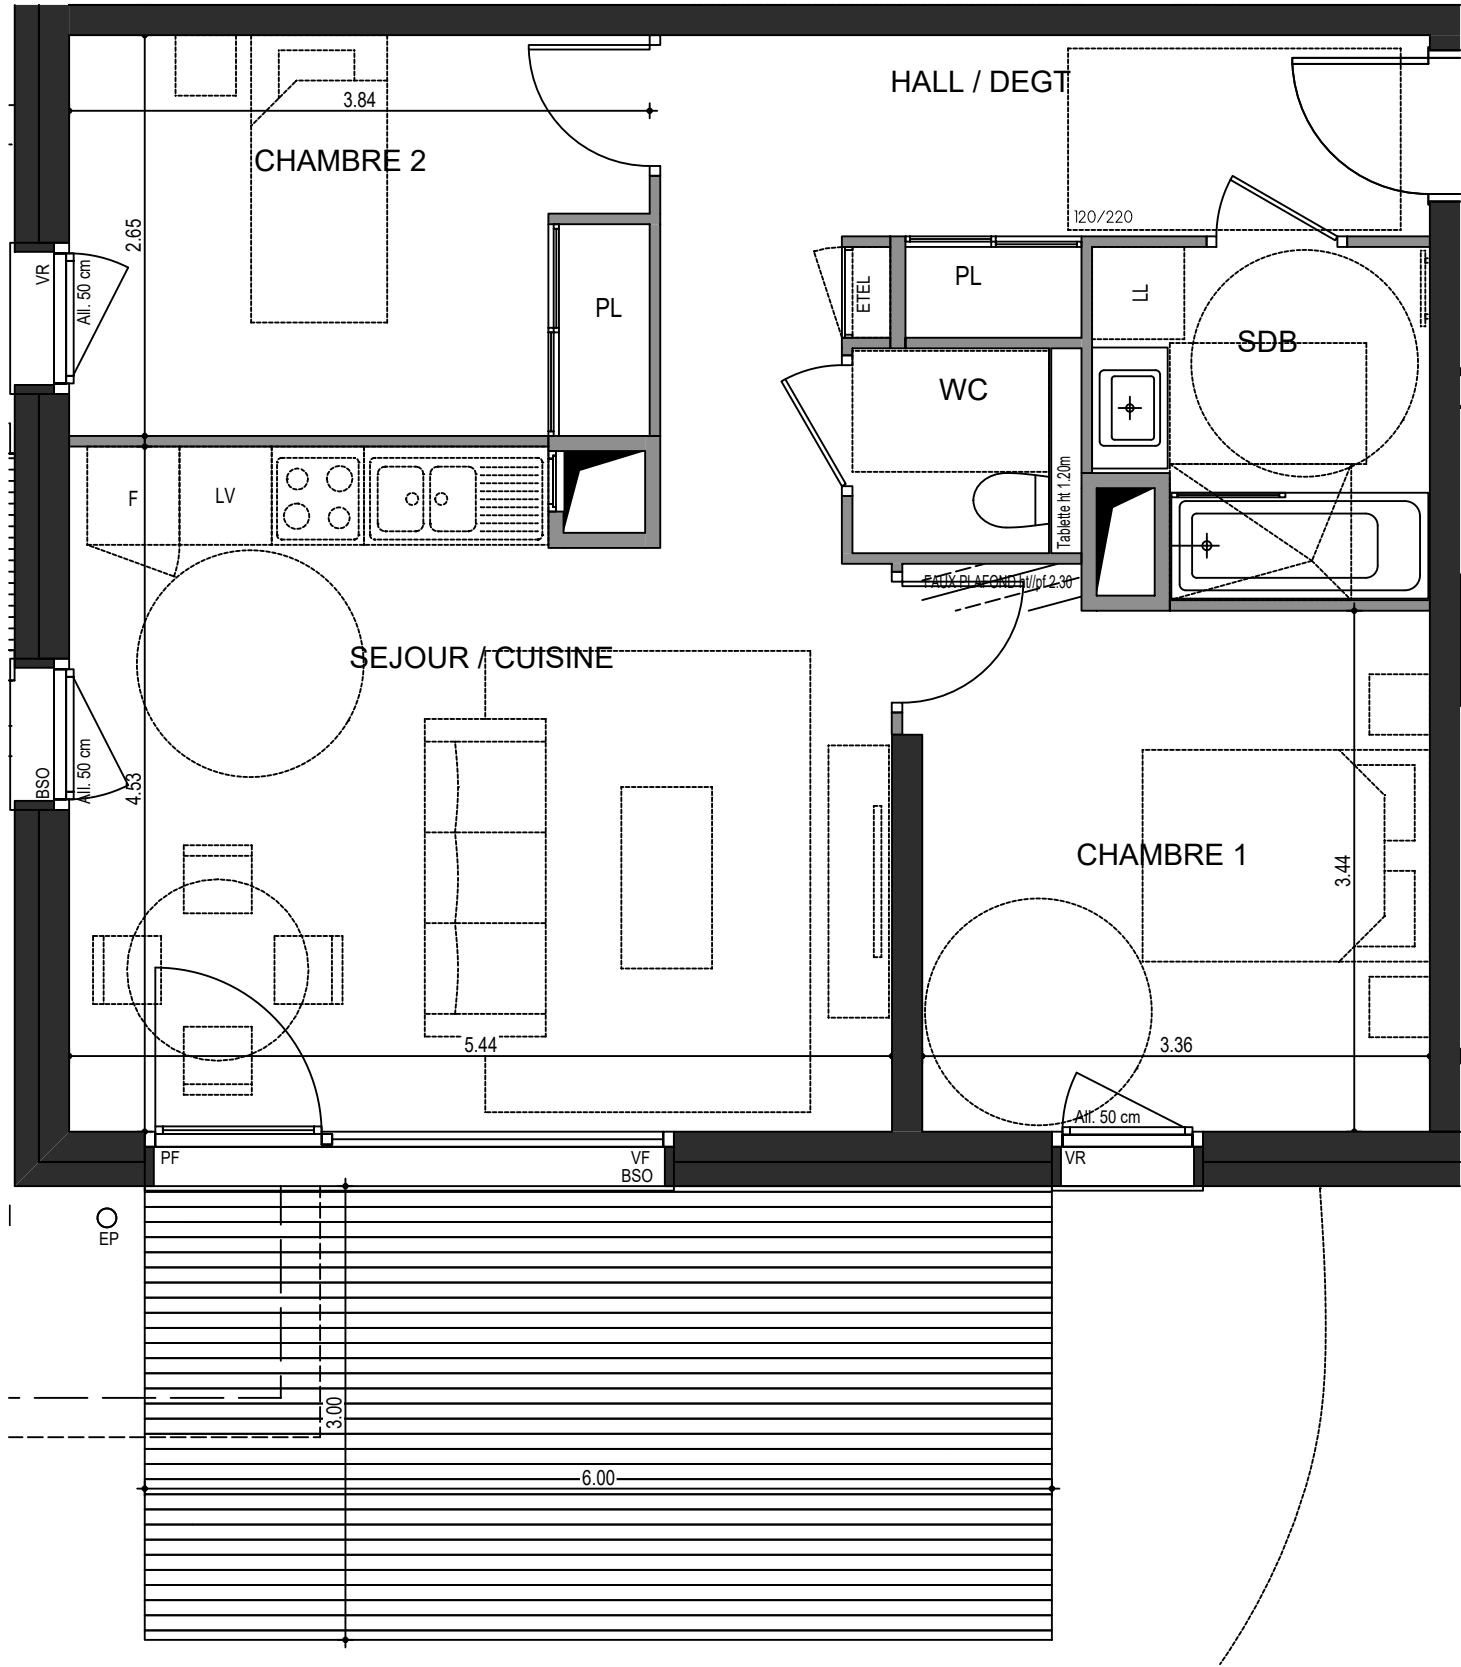 HALL / DEGT
3.84
CHAMBRE 2
120/220
2.65
VR
All. 50 cm
PL
ETEL
PL
LL
SDB
WC
F
LV
Tablette ht 1.20m
FAUX PLAFOND ht//pf 2.30
SEJOUR / CUISINE
BSO
All. 50 cm
4.53
CHAMBRE 1
3.44
5.44
3.36
All. 50 cm
PF
VF
BSO
VR
EP
3.00
6.00